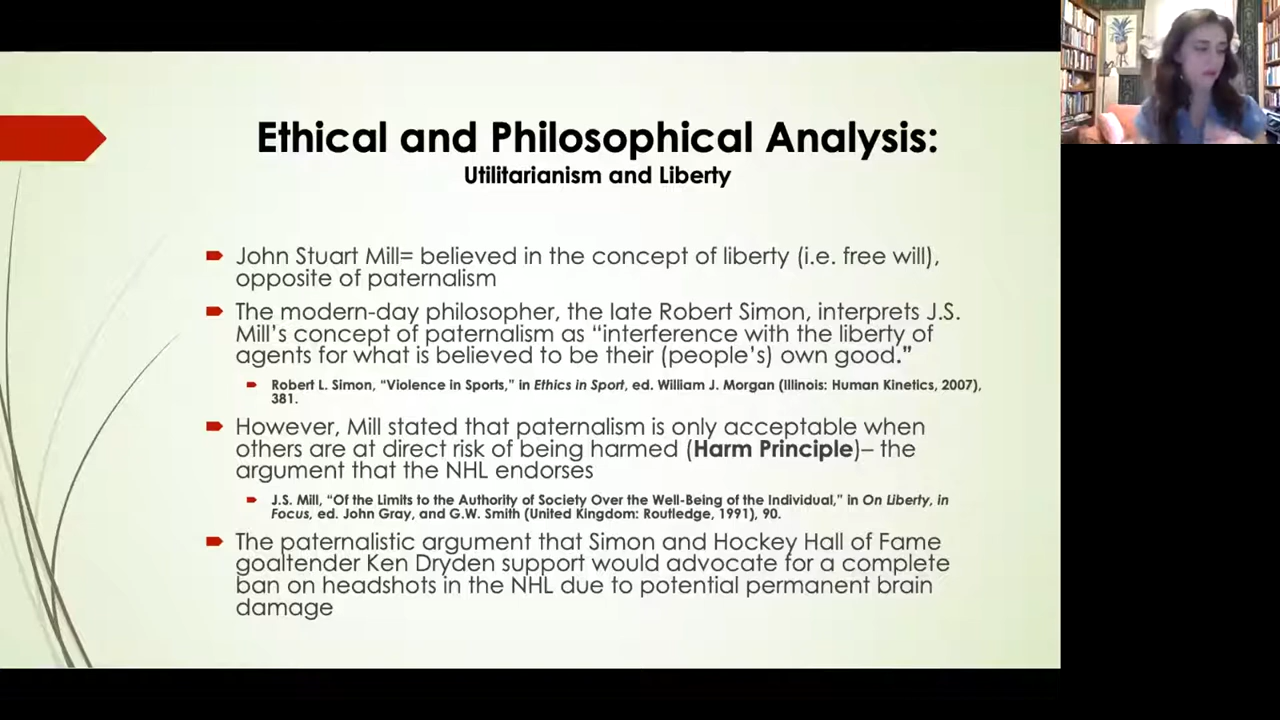 Ethical and Philosophical Analysis:
Utilitarianism and Liberty
John Stuart Mill= believed in the concept of liberty (i.e. free will),
opposite of paternalism
The modern-day philosopher, the late Robert Simon, interprets J.S.
Mill’s concept of paternalism as “interference with the liberty of
agents for what is believed to be their (people’s) own good.”
Robert L. Simon, “Violence in Sports,” in Ethics in Sport, ed. William J. Morgan (Illinois: Human Kinetics, 2007),
381.
However, Mill stated that paternalism is only acceptable when
others are at direct risk of being harmed (Harm Principle)– the
argument that the NHL endorses
J.S. Mill, “Of the Limits to the Authority of Society Over the Well-Being of the Individual,” in On Liberty, in
Focus, ed. John Gray, and G.W. Smith (United Kingdom: Routledge, 1991), 90.
The paternalistic argument that Simon and Hockey Hall of Fame
goaltender Ken Dryden support would advocate for a complete
ban on headshots in the NHL due to potential permanent brain
damage